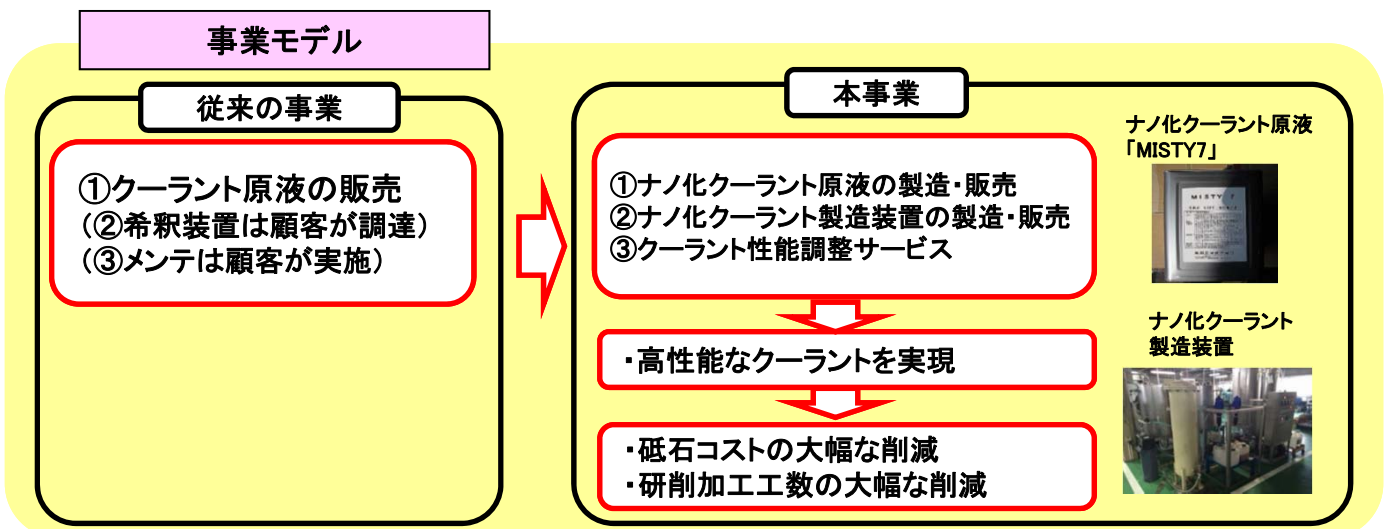 事業モデル
従来の事業
①クーラント原液の販売
(②希釈装置は顧客が調達)
(③メンテは顧客が実施)
本事業
①ナノ化クーラント原液の製造・販売
②ナノ化クーラント製造装置の製造・販売
③クーラント性能調整サービス
・高性能なクーラントを実現
・砥石コストの大幅な削減
・研削加工工数の大幅な削減
ナノ化クーラント原液
「MISTY7」
MISTY 7
ナノ化クーラント
製造装置